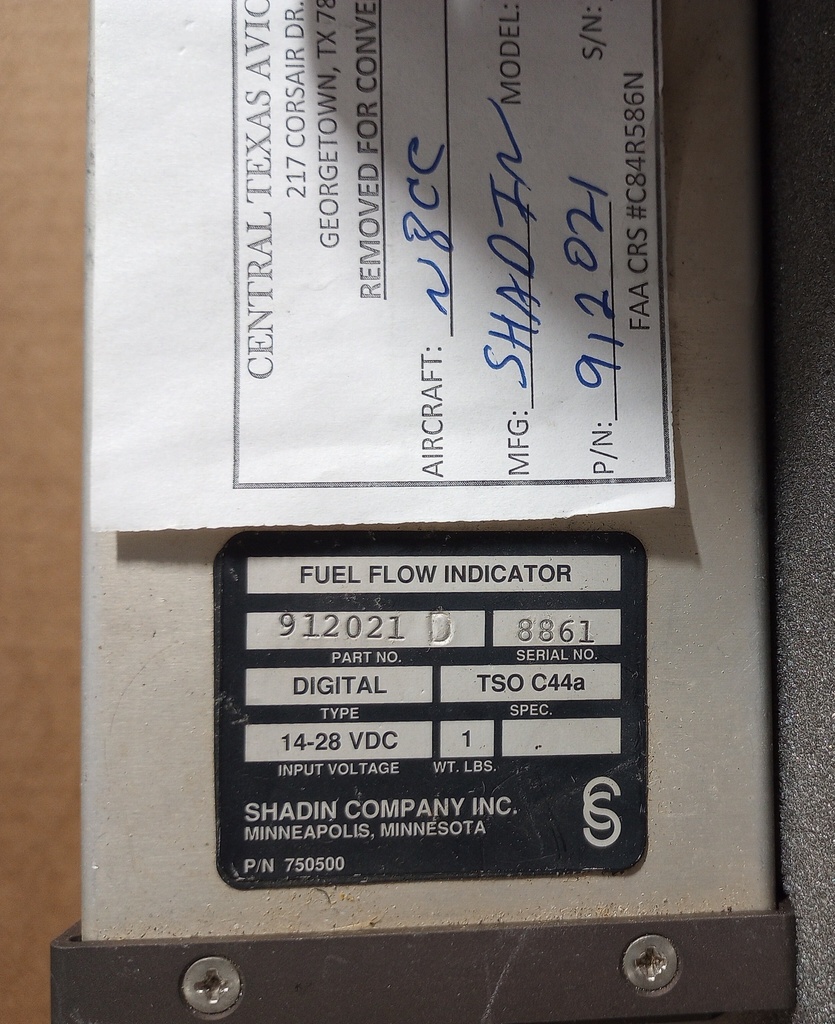 CENTRAL TEXAS AVIO
217 CORSAIR DR.
GEORGETOWN, TX 78
REMOVED FOR CONVE
AIRCRAFT: N8CC
MFG: SHADIN MODEL:
P/N: 912021 S/N:
FAA CRS #C84R586N
FUEL FLOW INDICATOR
912021 D 8861
PART NO. SERIAL NO.
DIGITAL TSO C44a
TYPE SPEC.
14-28 VDC 1
INPUT VOLTAGE WT. LBS.
SHADIN COMPANY INC.
MINNEAPOLIS, MINNESOTA
P/N 750500